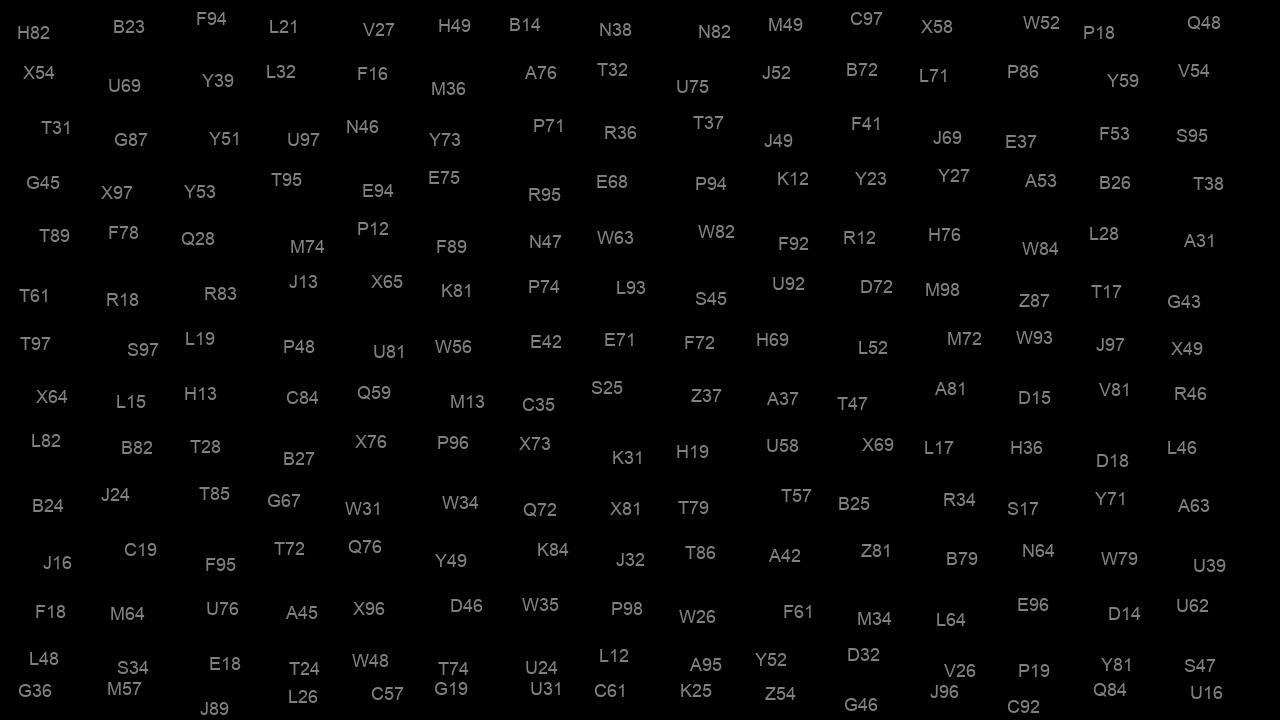 H82 B23 F94 L21 V27 H49 B14 N38 N82 M49 C97 X58 W52 P18 Q48
X54 U69 Y39 L32 F16 M36 A76 T32 U75 J52 B72 L71 P86 Y59 V54
T31 G87 Y51 U97 N46 Y73 P71 R36 T37 J49 F41 J69 E37 F53 S95
G45 X97 Y53 T95 E94 E75 R95 E68 P94 K12 Y23 Y27 A53 B26 T38
T89 F78 Q28 M74 P12 F89 N47 W63 W82 F92 R12 H76 W84 L28 A31
T61 R18 R83 J13 X65 K81 P74 L93 S45 U92 D72 M98 Z87 T17 G43
T97 S97 L19 P48 U81 W56 E42 E71 F72 H69 L52 M72 W93 J97 X49
X64 L15 H13 C84 Q59 M13 C35 S25 Z37 A37 T47 A81 D15 V81 R46
L82 B82 T28 B27 X76 P96 X73 K31 H19 U58 X69 L17 H36 D18 L46
B24 J24 T85 G67 W31 W34 Q72 X81 T79 T57 B25 R34 S17 Y71 A63
J16 C19 F95 T72 Q76 Y49 K84 J32 T86 A42 Z81 B79 N64 W79 U39
F18 M64 U76 A45 X96 D46 W35 P98 W26 F61 M34 L64 E96 D14 U62
L48 S34 E18 T24 W48 T74 U24 L12 A95 Y52 D32 V26 P19 Y81 S47
G36 M57 J89 L26 C57 G19 U31 C61 K25 Z54 G46 J96 C92 Q84 U16